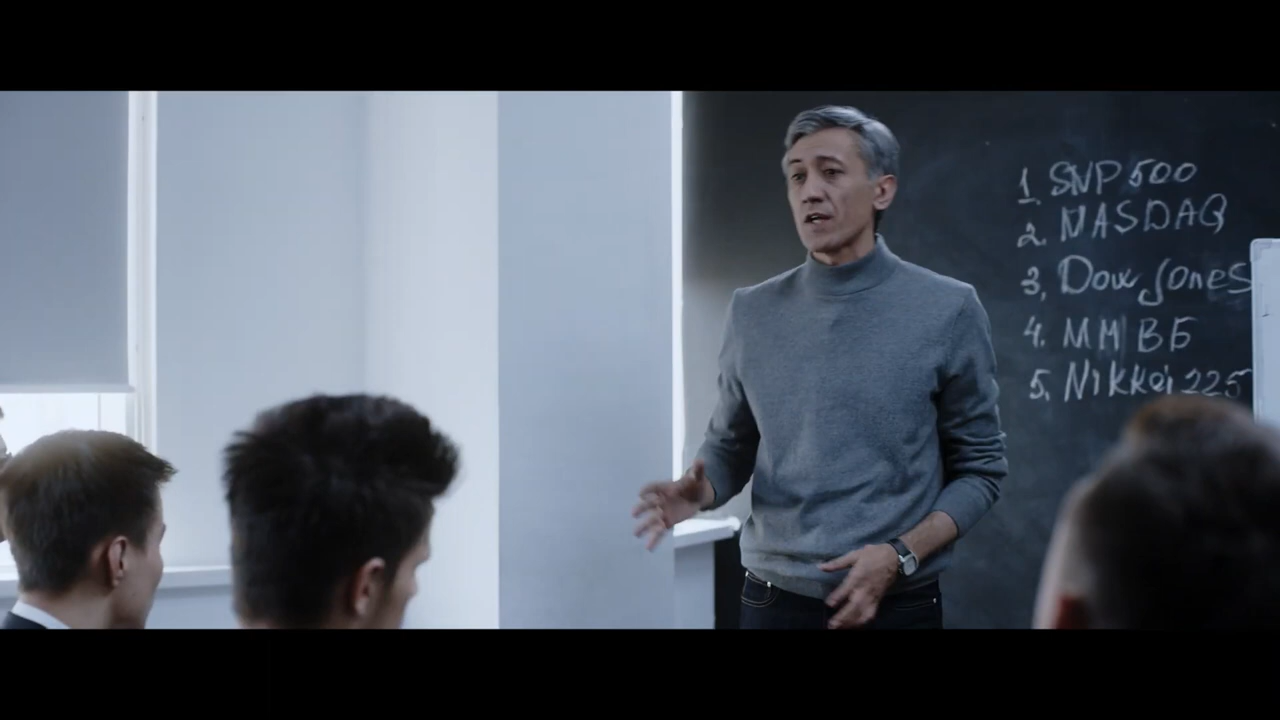 1. SNP 500
2. NASDAQ
3. Dow Jones
4. ММВБ
5. Nikkei 225